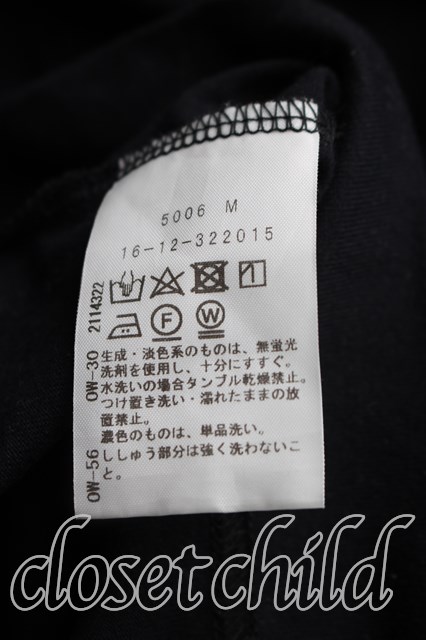 5006 M
16-12-322015
2114322
F
W
OW-30
生成・淡色系のものは、無蛍光
洗剤を使用し、十分にすすぐ。
水洗いの場合タンブル乾燥禁止。
つけ置き洗い・濡れたままの放
置禁止。
濃色のものは、単品洗い。
OW-56
ししゅう部分は強く洗わないこ
と。
closet child